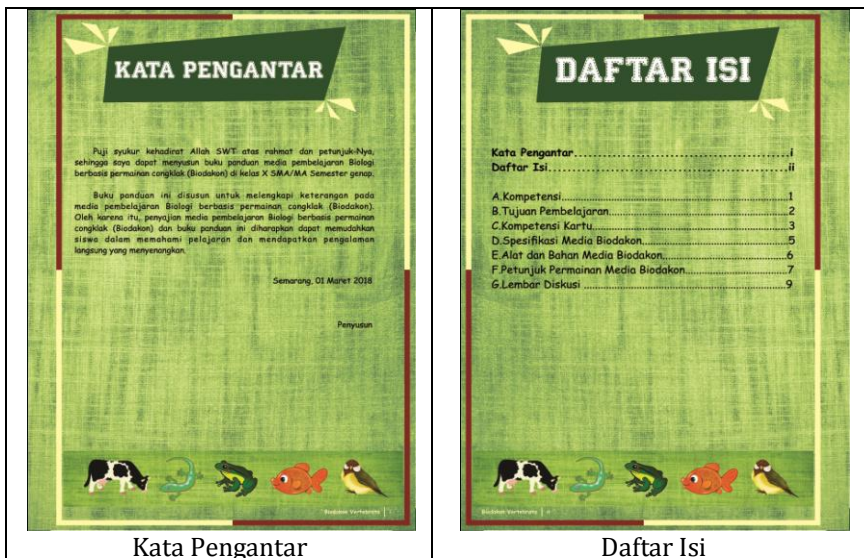 KATA PENGANTAR
Puji syukur kehadirat Allah SWT atas rahmat dan petunjuk-Nya,
sehingga saya dapat menyusun buku panduan media pembelajaran Biologi
berbasis permainan congklak (Biodakon) di kelas X SMA/MA Semester genap.
Buku panduan ini disusun untuk melengkapi keterangan pada
media pembelajaran Biologi berbasis permainan congklak (Biodakon).
Oleh karena itu, penyajian media pembelajaran Biologi berbasis permainan
congklak (Biodakon) dan buku panduan ini diharapkan dapat memudahkan
siswa dalam memahami pelajaran dan mendapatkan pengalaman
langsung yang menyenangkan.
Semarang, 01 Maret 2018
Penyusun
Biodakon Vertebrata |
Kata Pengantar
DAFTAR ISI
Kata Pengantar...............................................i
Daftar Isi...................................................ii
A.Kompetensi.................................................1
B.Tujuan Pembelajaran........................................2
C.Kompetensi Kartu...........................................3
D.Spesifikasi Media Biodakon.................................5
E.Alat dan Bahan Media Biodakon..............................6
F.Petunjuk Permainan Media Biodakon..........................7
G.Lembar Diskusi ............................................9
Biodakon Vertebrata |
Daftar Isi